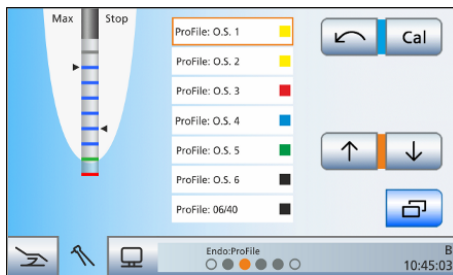 Max Stop
ProFile: O.S. 1
ProFile: O.S. 2
ProFile: O.S. 3
ProFile: O.S. 4
ProFile: O.S. 5
ProFile: O.S. 6
ProFile: 06/40
Cal
Endo:ProFile
B
10:45:03